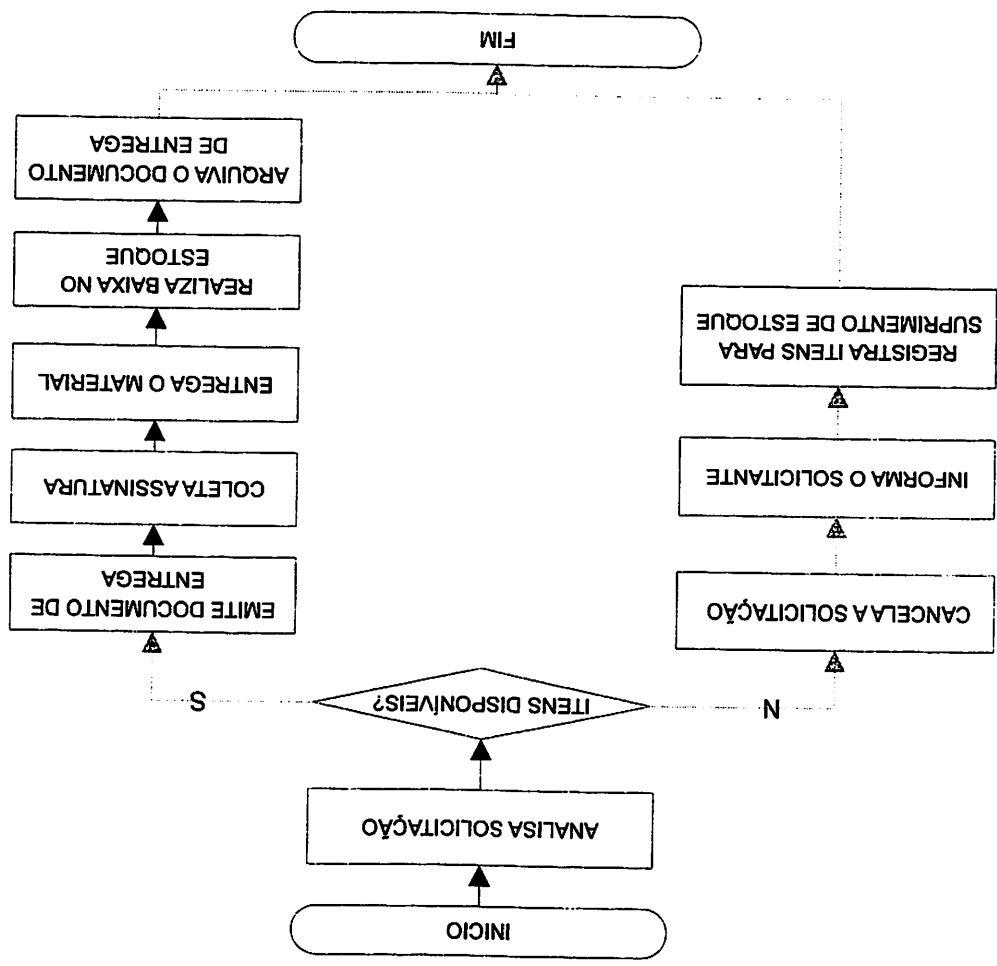 INICIO
ANALISA SOLICITAÇÃO
ITENS DISPONÍVEIS?
N
S
CANCELA A SOLICITAÇÃO
INFORMA O SOLICITANTE
REGISTRA ITENS PARA
SUPRIMENTO DE ESTOQUE
EMITE DOCUMENTO DE
ENTREGA
COLETA ASSINATURA
ENTREGA O MATERIAL
REALIZA BAIXA NO
ESTOQUE
ARQUIVA O DOCUMENTO
DE ENTREGA
FIM